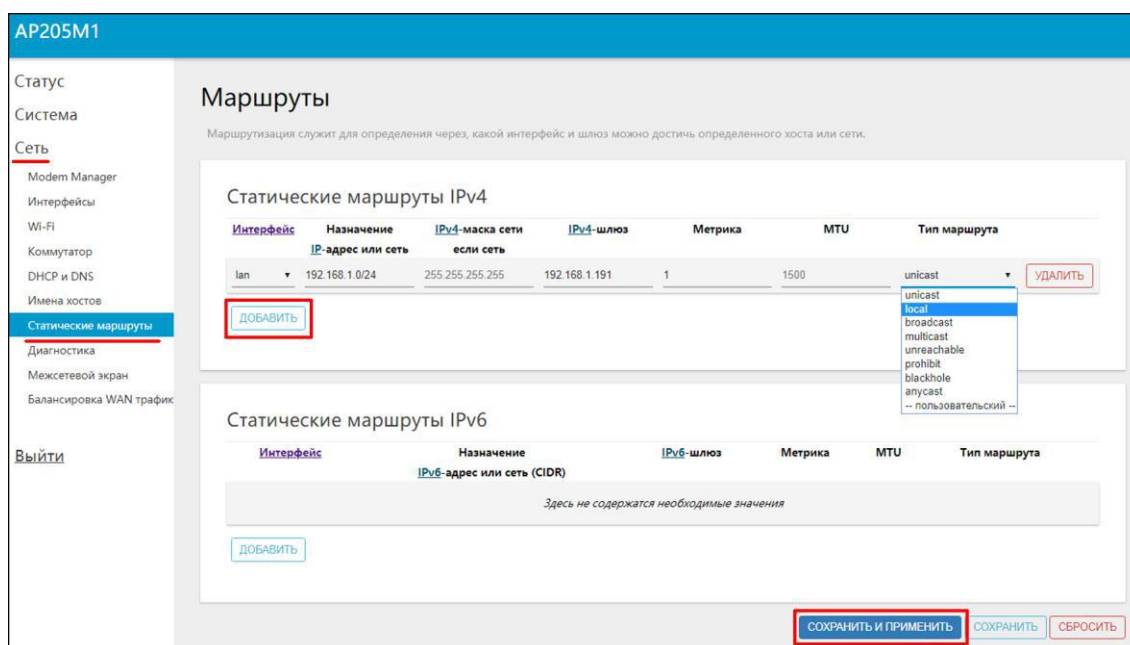 AP205M1
Статус
Система
Сеть
Modem Manager
Интерфейсы
Wi-Fi
Коммутатор
DHCP и DNS
Имена хостов
Статические маршруты
Диагностика
Межсетевой экран
Балансировка WAN трафик
Выйти
Маршруты
Маршрутизация служит для определения через, какой интерфейс и шлюз можно достичь определенного хоста или сети.
Статические маршруты IPv4
Интерфейс Назначение IPv4-маска сети IPv4-шлюз Метрика MTU Тип маршрута
IP-адрес или сеть если сеть
lan 192.168.1.0/24 255.255.255.255 192.168.1.191 1 1500 unicast УДАЛИТЬ
ДОБАВИТЬ
unicast
local
broadcast
multicast
unreachable
prohibit
blackhole
anycast
-- пользовательский --
Статические маршруты IPv6
Интерфейс Назначение IPv6-шлюз Метрика MTU Тип маршрута
IPv6-адрес или сеть (CIDR)
Здесь не содержатся необходимые значения
ДОБАВИТЬ
СОХРАНИТЬ И ПРИМЕНИТЬ СОХРАНИТЬ СБРОСИТЬ